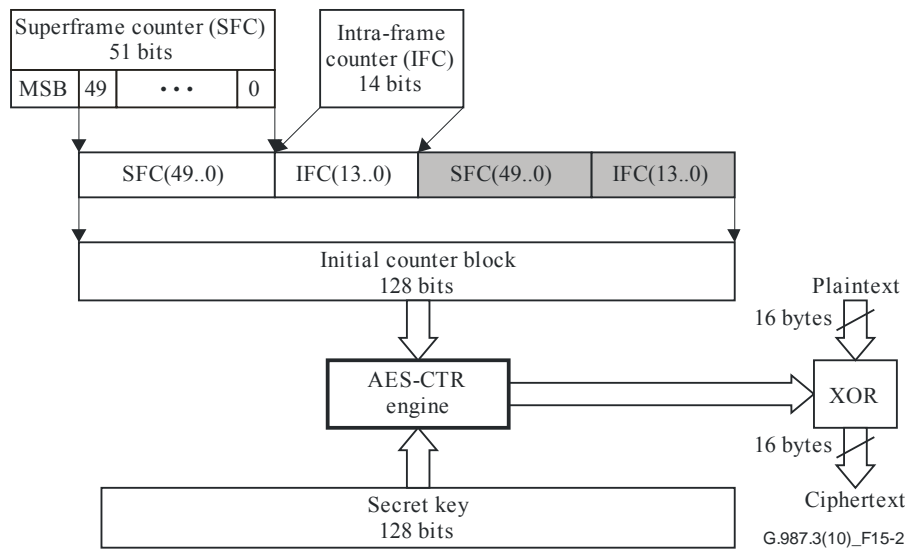 Superframe counter (SFC)
51 bits
MSB 49 ••• 0
Intra-frame
counter (IFC)
14 bits
SFC(49..0) IFC(13..0) SFC(49..0) IFC(13..0)
Initial counter block
128 bits
Plaintext
16 bytes
AES-CTR
engine
XOR
16 bytes
Ciphertext
Secret key
128 bits
G.987.3(10)_F15-2